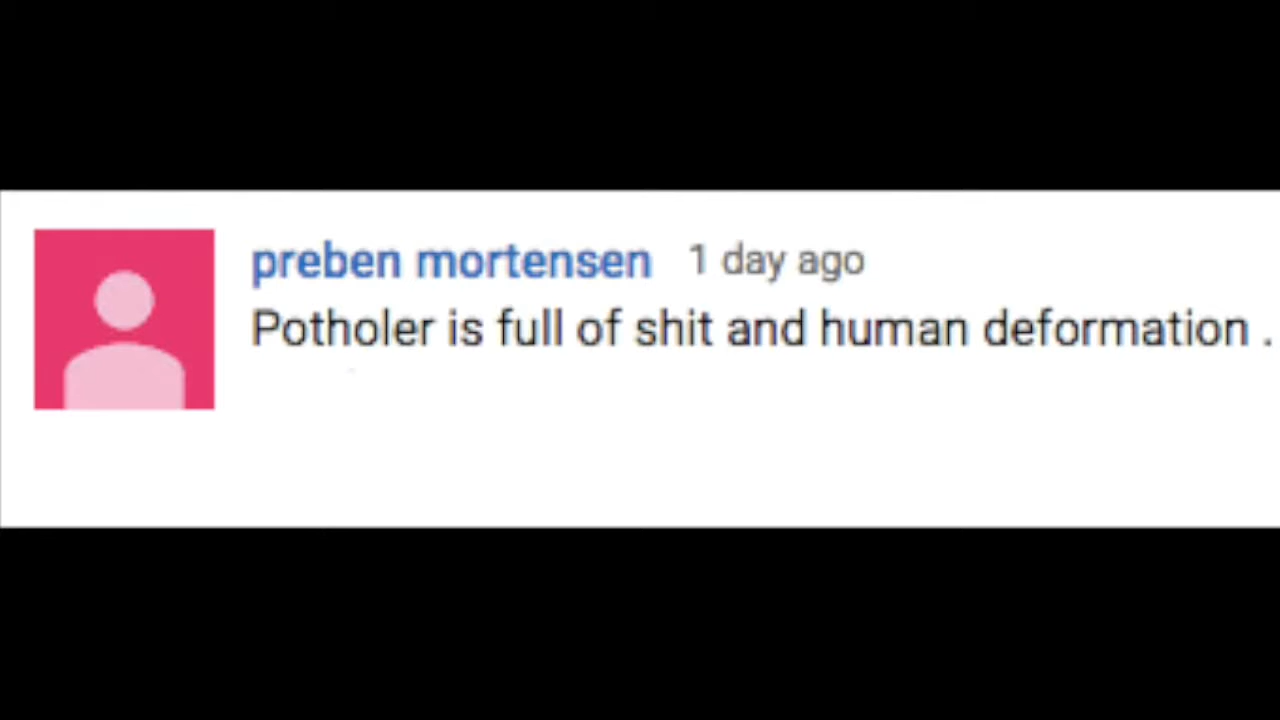 preben mortensen 1 day ago
Potholer is full of shit and human deformation .